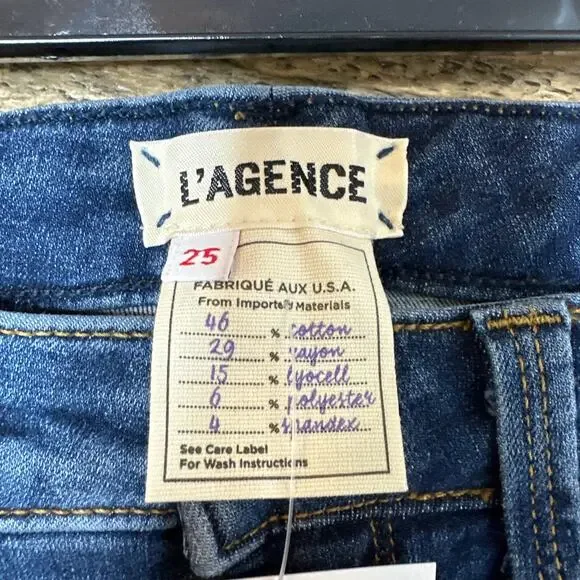 L'AGENCE
25
FABRIQUÉ AUX U.S.A.
From Imported Materials
46 % cotton
29 % rayon
15 % lyocell
6 % polyester
4 % spandex
See Care Label
For Wash Instructions